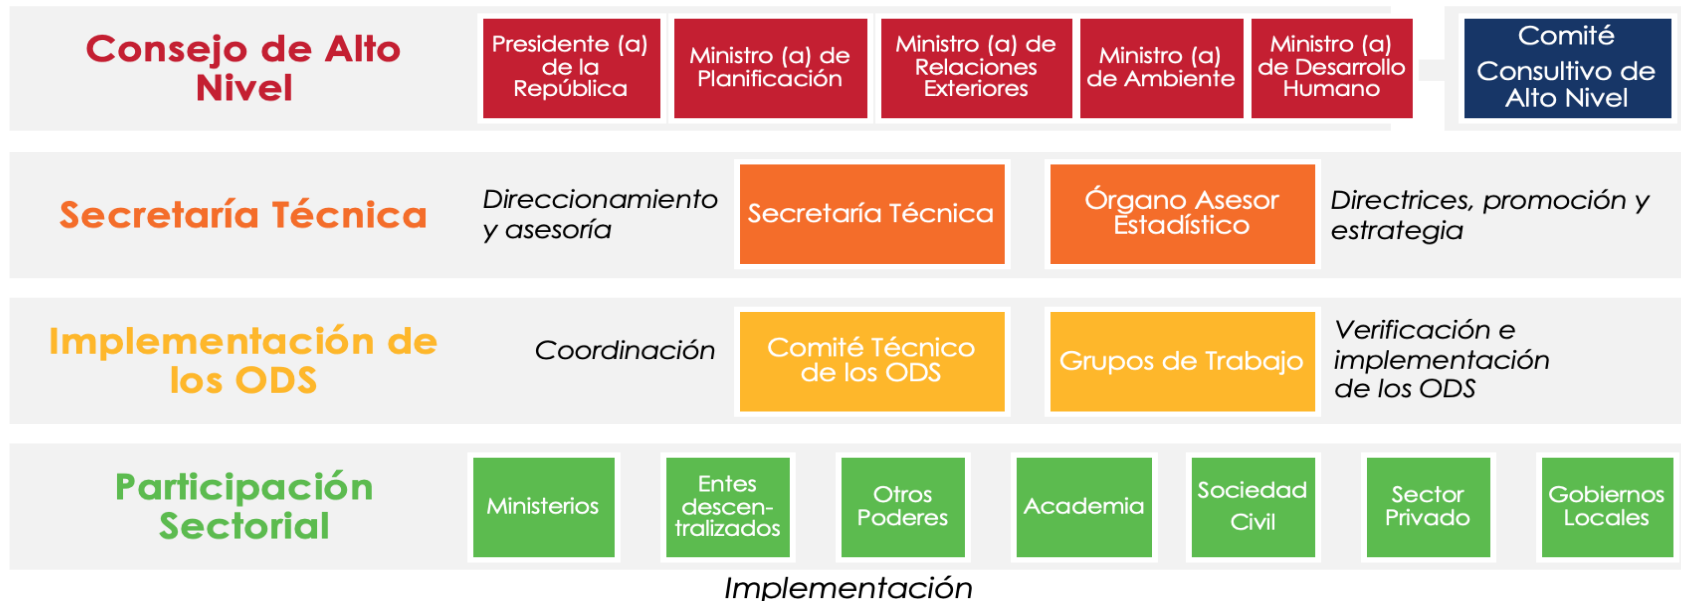 Consejo de Alto
Nivel
Presidente (a)
de la
República
Ministro (a) de
Planificación
Ministro (a) de
Relaciones
Exteriores
Ministro (a)
de Ambiente
Ministro (a)
de Desarrollo
Humano
Comité
Consultivo de
Alto Nivel
Secretaría Técnica
Direccionamiento
y asesoría
Secretaría Técnica
Órgano Asesor
Estadístico
Directrices, promoción y
estrategia
Implementación de
los ODS
Coordinación
Comité Técnico
de los ODS
Grupos de Trabajo
Verificación e
implementación
de los ODS
Participación
Sectorial
Ministerios
Entes
descen-
tralizados
Otros
Poderes
Academia
Sociedad
Civil
Sector
Privado
Gobiernos
Locales
Implementación